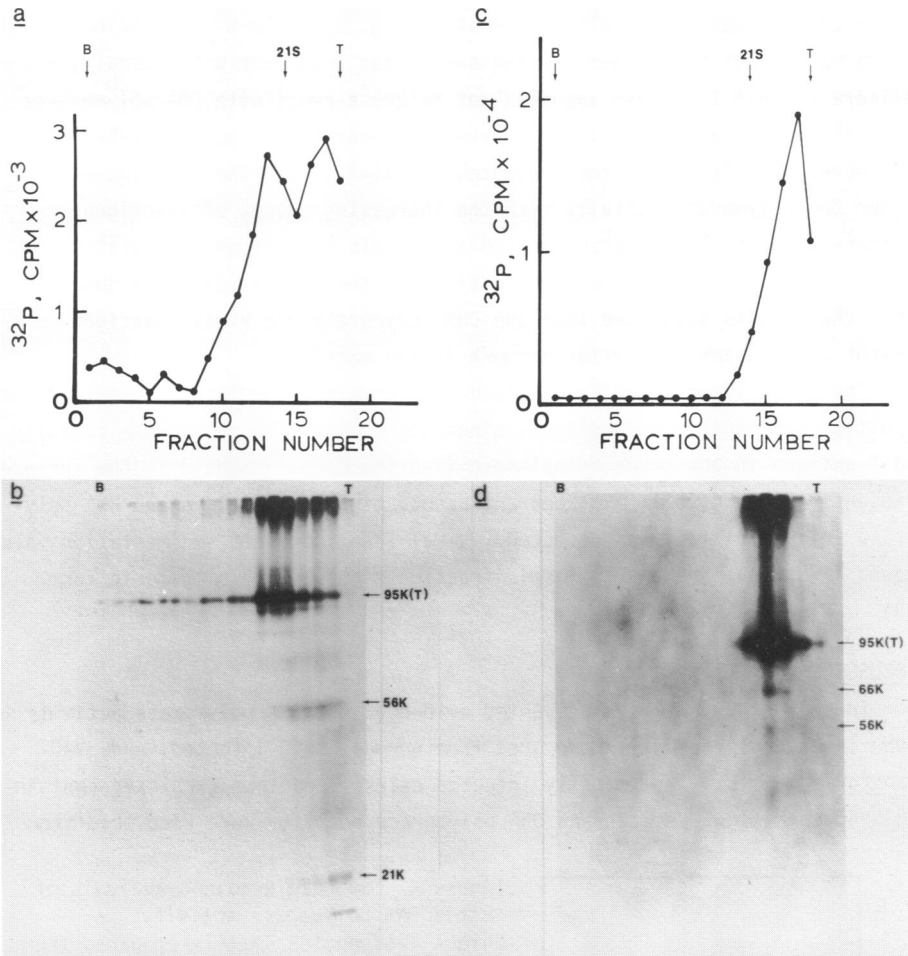 a
B
21S
T
3
2
1
0
32P, CPM × 10-3
0
5
10
15
20
FRACTION NUMBER
c
B
21S
T
2
1
0
32P, CPM × 10-4
0
5
10
15
20
FRACTION NUMBER
b
B
T
95K(T)
56K
21K
d
B
T
95K(T)
66K
56K